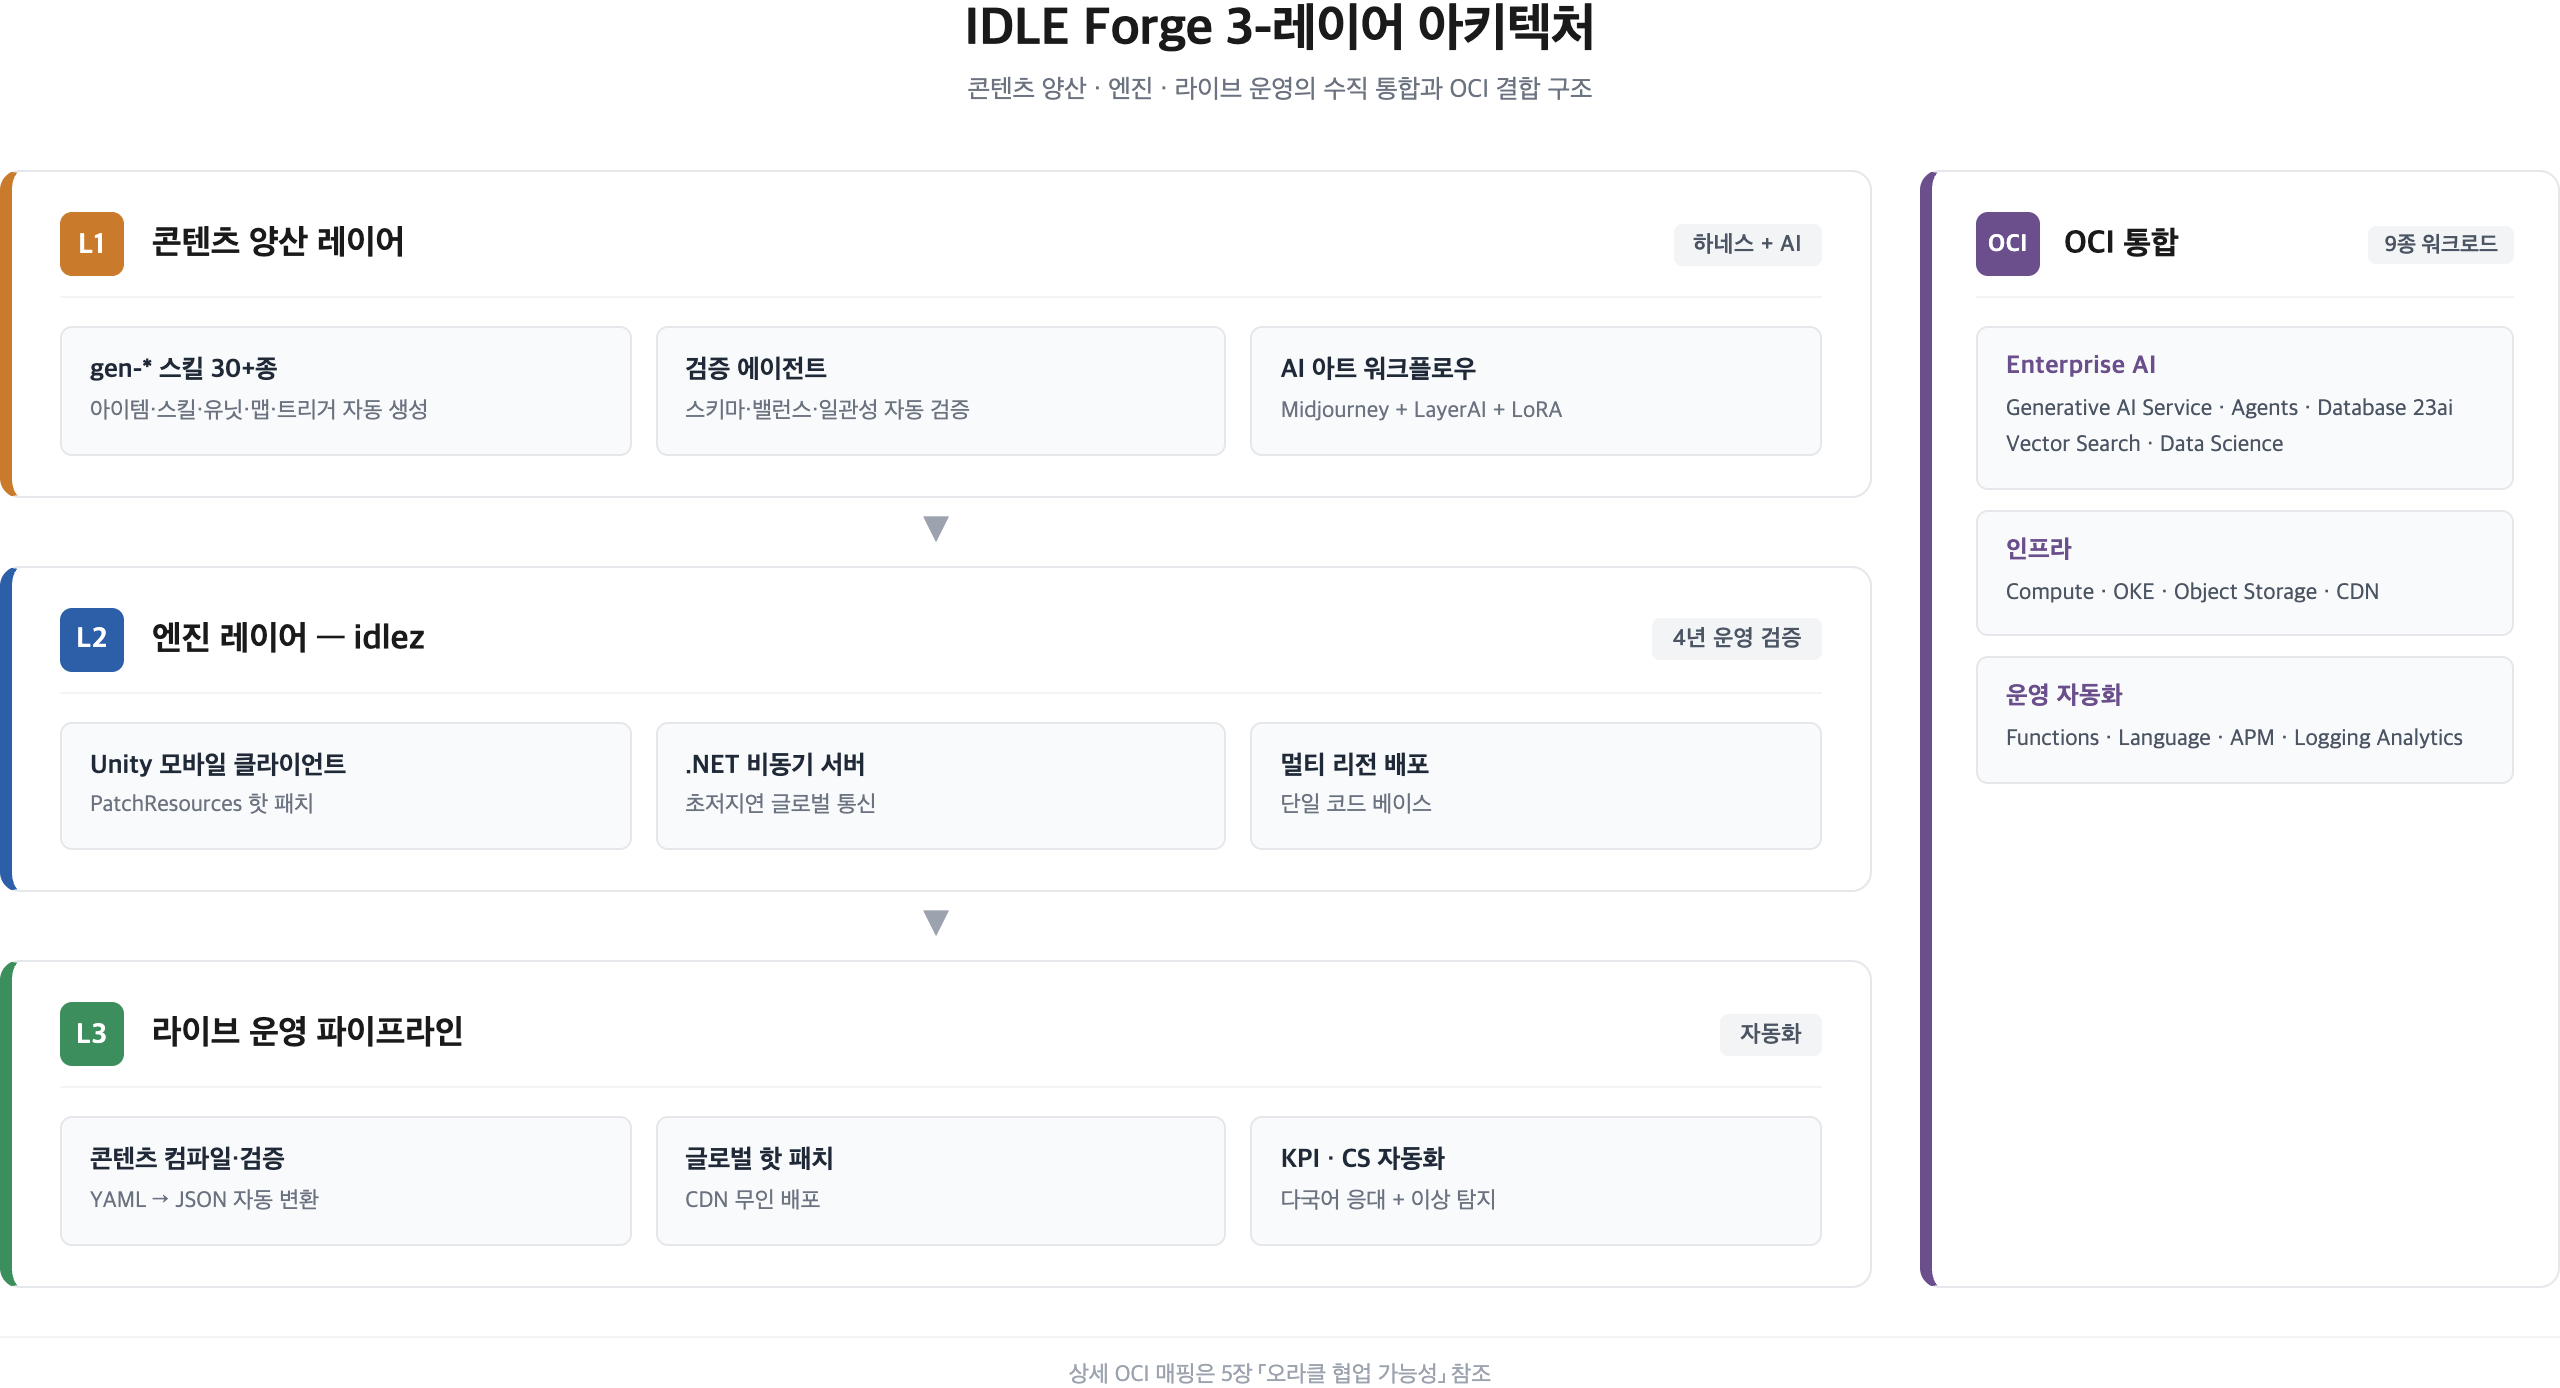 IDLE Forge 3-레이어 아키텍처
콘텐츠 양산 · 엔진 · 라이브 운영의 수직 통합과 OCI 결합 구조
L1
콘텐츠 양산 레이어
하네스 + AI
gen-* 스킬 30+종
아이템·스킬·유닛·맵·트리거 자동 생성
검증 에이전트
스키마·밸런스·일관성 자동 검증
AI 아트 워크플로우
Midjourney + LayerAI + LoRA
▼
L2
엔진 레이어 — idlez
4년 운영 검증
Unity 모바일 클라이언트
PatchResources 핫 패치
.NET 비동기 서버
초저지연 글로벌 통신
멀티 리전 배포
단일 코드 베이스
▼
L3
라이브 운영 파이프라인
자동화
콘텐츠 컴파일·검증
YAML → JSON 자동 변환
글로벌 핫 패치
CDN 무인 배포
KPI · CS 자동화
다국어 응대 + 이상 탐지
OCI
OCI 통합
9종 워크로드
Enterprise AI
Generative AI Service · Agents · Database 23ai
Vector Search · Data Science
인프라
Compute · OKE · Object Storage · CDN
운영 자동화
Functions · Language · APM · Logging Analytics
상세 OCI 매핑은 5장 「오라클 협업 가능성」 참조